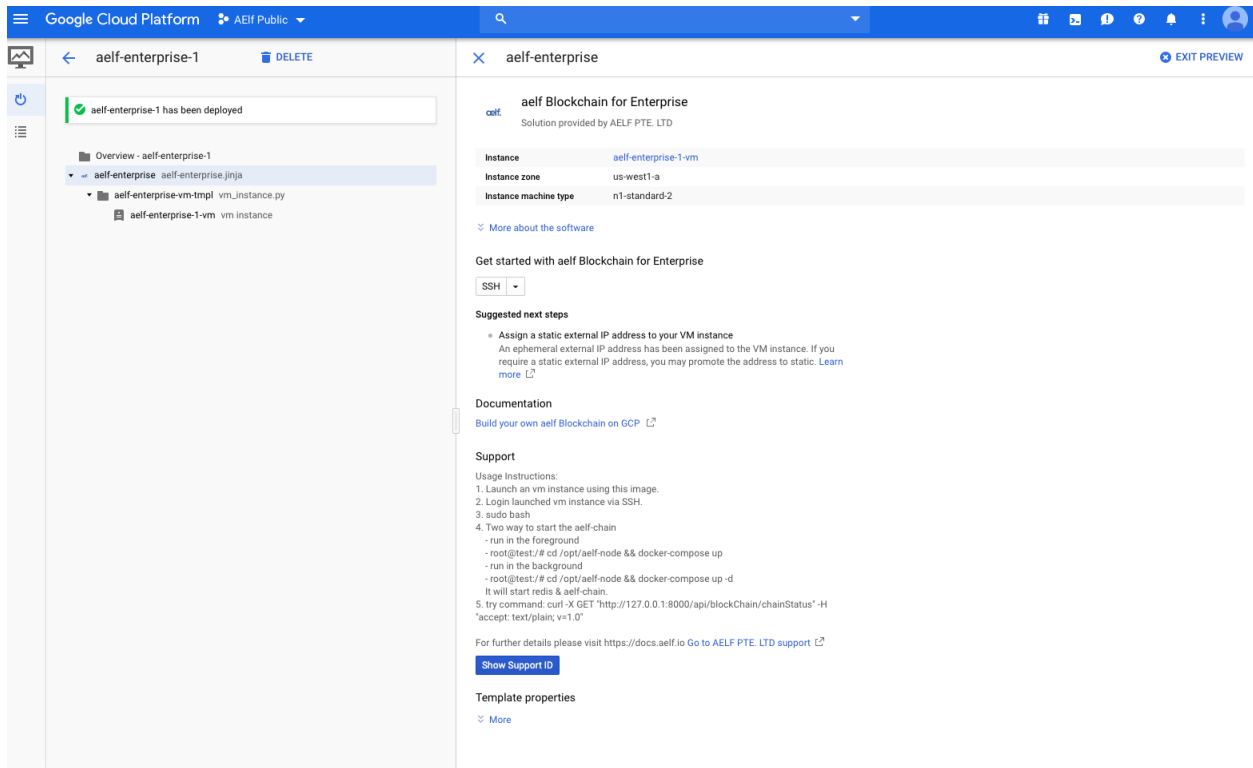 Google Cloud Platform AElf Public
aelf-enterprise-1 DELETE
aelf-enterprise-1 has been deployed
Overview - aelf-enterprise-1
aelf-enterprise aelf-enterprise.jinja
aelf-enterprise-vm-tmpl vm_instance.py
aelf-enterprise-1-vm vm instance
aelf-enterprise EXIT PREVIEW
aelf.
aelf Blockchain for Enterprise
Solution provided by AELF PTE. LTD
Instance aelf-enterprise-1-vm
Instance zone us-west1-a
Instance machine type n1-standard-2
More about the software
Get started with aelf Blockchain for Enterprise
SSH
Suggested next steps
Assign a static external IP address to your VM instance
An ephemeral external IP address has been assigned to the VM instance. If you
require a static external IP address, you may promote the address to static. Learn
more
Documentation
Build your own aelf Blockchain on GCP
Support
Usage Instructions:
1. Launch an vm instance using this image.
2. Login launched vm instance via SSH.
3. sudo bash
4. Two way to start the aelf-chain
- run in the foreground
- root@test:/# cd /opt/aelf-node && docker-compose up
- run in the background
- root@test:/# cd /opt/aelf-node && docker-compose up -d
It will start redis & aelf-chain.
5. try command: curl -X GET "http://127.0.0.1:8000/api/blockChain/chainStatus" -H
"accept: text/plain; v=1.0"
For further details please visit https://docs.aelf.io Go to AELF PTE. LTD support
Show Support ID
Template properties
More